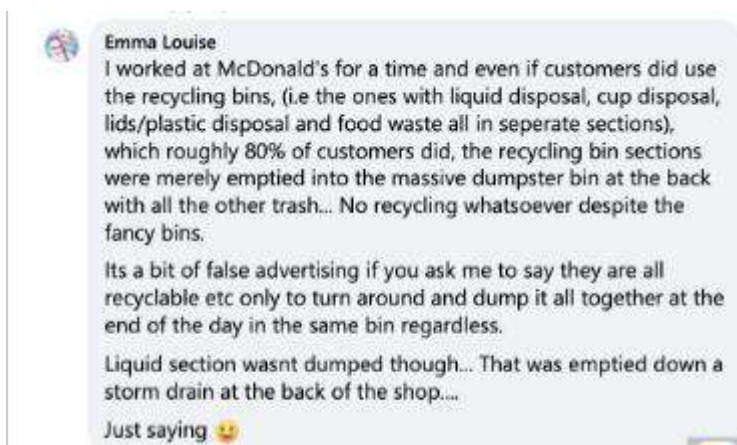 Emma Louise
I worked at McDonald's for a time and even if customers did use
the recycling bins, (i.e the ones with liquid disposal, cup disposal,
lids/plastic disposal and food waste all in seperate sections),
which roughly 80% of customers did, the recycling bin sections
were merely emptied into the massive dumpster bin at the back
with all the other trash... No recycling whatsoever despite the
fancy bins.
Its a bit of false advertising if you ask me to say they are all
recyclable etc only to turn around and dump it all together at the
end of the day in the same bin regardless.
Liquid section wasnt dumped though... That was emptied down a
storm drain at the back of the shop....
Just saying 😛